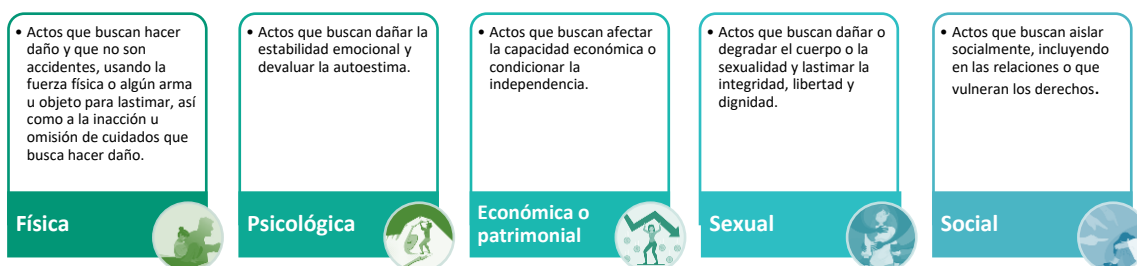 • Actos que buscan hacer
daño y que no son
accidentes, usando la
fuerza física o algún arma
u objeto para lastimar, así
como a la inacción u
omisión de cuidados que
busca hacer daño.
Física
• Actos que buscan dañar la
estabilidad emocional y
devaluar la autoestima.
Psicológica
• Actos que buscan afectar
la capacidad económica o
condicionar la
independencia.
Económica o
patrimonial
• Actos que buscan dañar o
degradar el cuerpo o la
sexualidad y lastimar la
integridad, libertad y
dignidad.
Sexual
• Actos que buscan aislar
socialmente, incluyendo
en las relaciones o que
vulneran los derechos.
Social